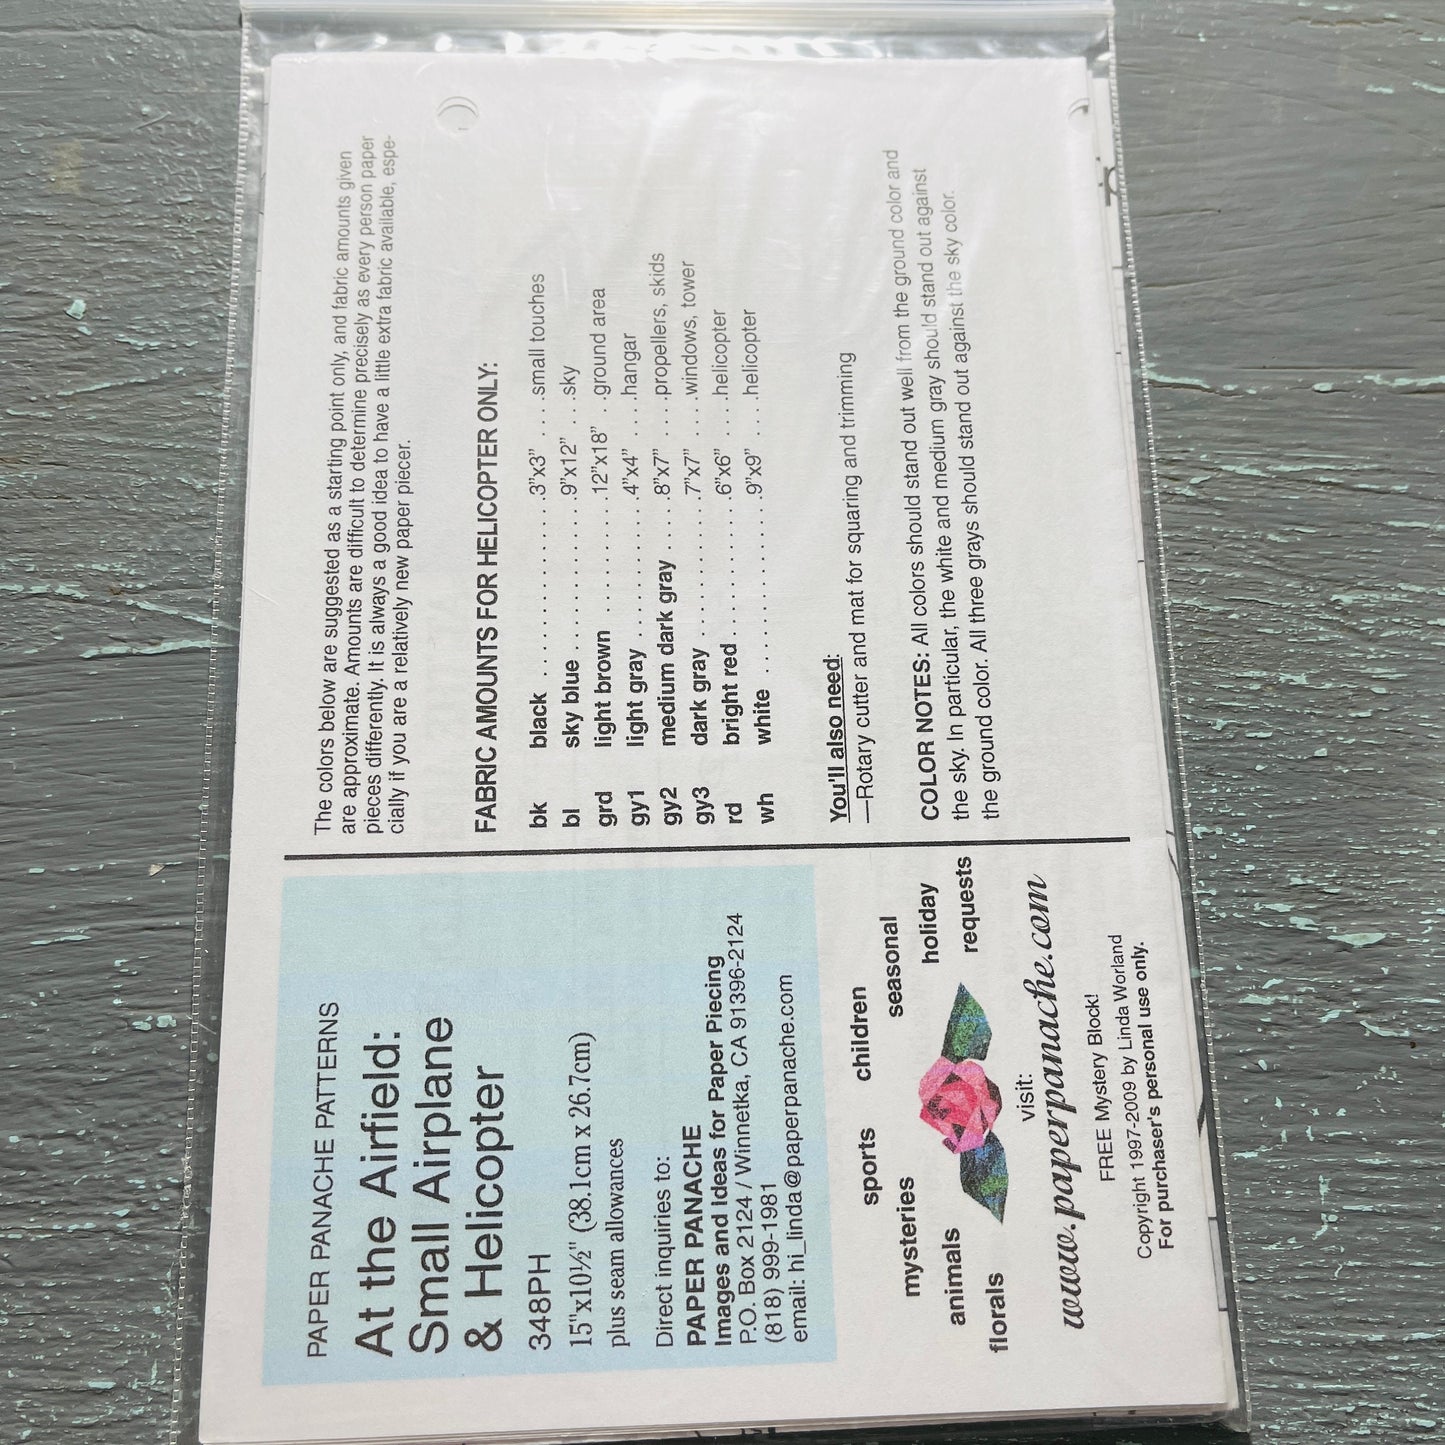 PAPER PANACHE PATTERNS
At the Airfield:
Small Airplane
& Helicopter
348PH
15"x10½" (38.1cm x 26.7cm)
plus seam allowances
Direct inquiries to:
PAPER PANACHE
Images and Ideas for Paper Piecing
P.O. Box 2124 / Winnetka, CA 91396-2124
(818) 999-1981
email: hi_linda@paperpanache.com
sports children
mysteries seasonal
animals holiday
florals requests
visit:
www.paperpanache.com
FREE Mystery Block!
Copyright 1997-2009 by Linda Worland
For purchaser's personal use only.
The colors below are suggested as a starting point only, and fabric amounts given
are approximate. Amounts are difficult to determine precisely as every person paper
pieces differently. It is always a good idea to have a little extra fabric available, espe-
cially if you are a relatively new paper piecer.
FABRIC AMOUNTS FOR HELICOPTER ONLY:
bk black . . . . . . . . . . . . . .3"x3" . . . .small touches
bl sky blue . . . . . . . . . . . .9"x12" . . . .sky
grd light brown . . . . . . . . .12"x18" . . .ground area
gy1 light gray . . . . . . . . . . .4"x4" . . . .hangar
gy2 medium dark gray . . . . .8"x7" . . . .propellers, skids
gy3 dark gray . . . . . . . . . . .7"x7" . . . .windows, tower
rd bright red . . . . . . . . . . .6"x6" . . . .helicopter
wh white . . . . . . . . . . . . . .9"x9" . . . .helicopter
You'll also need:
—Rotary cutter and mat for squaring and trimming
COLOR NOTES: All colors should stand out well from the ground color and
the sky. In particular, the white and medium gray should stand out against
the ground color. All three grays should stand out against the sky color.